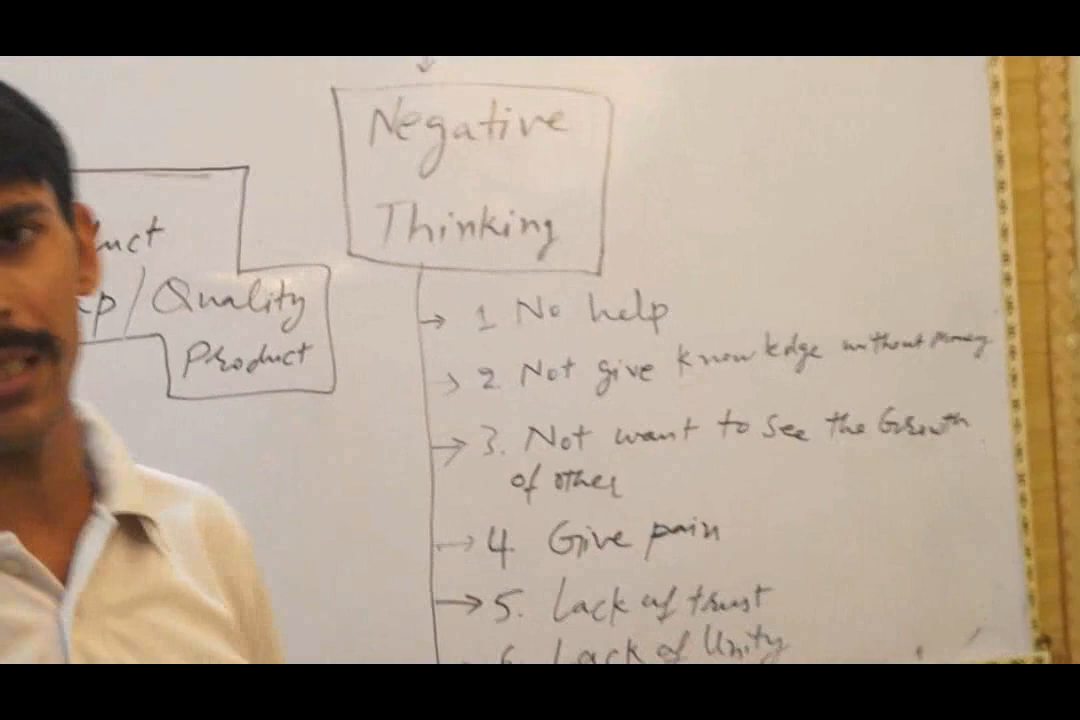 Negative
Thinking
uct
p/Quality
Product
1 No help
2. Not give knowledge without money
3. Not want to see the Growth
of other
4. Give pain
5. Lack of trust
6. Lack of Unity